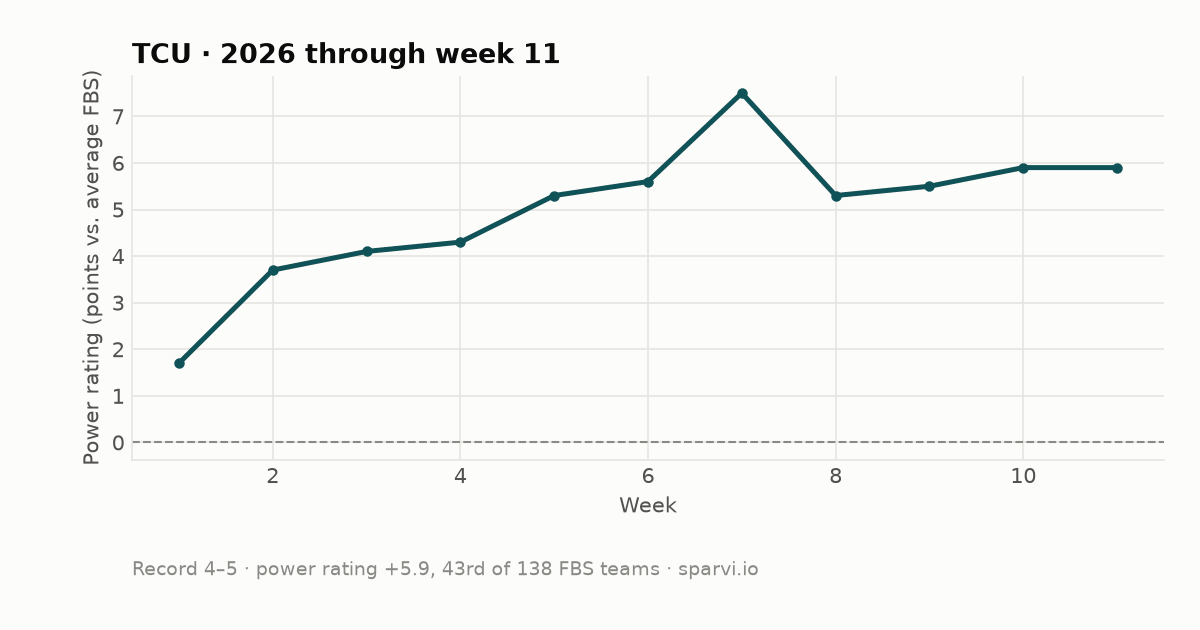 TCU · 2026 through week 11
Power rating (points vs. average FBS)
7
6
5
4
3
2
1
0
2 4 6 8 10
Week
Record 4–5 · power rating +5.9, 43rd of 138 FBS teams · sparvi.io